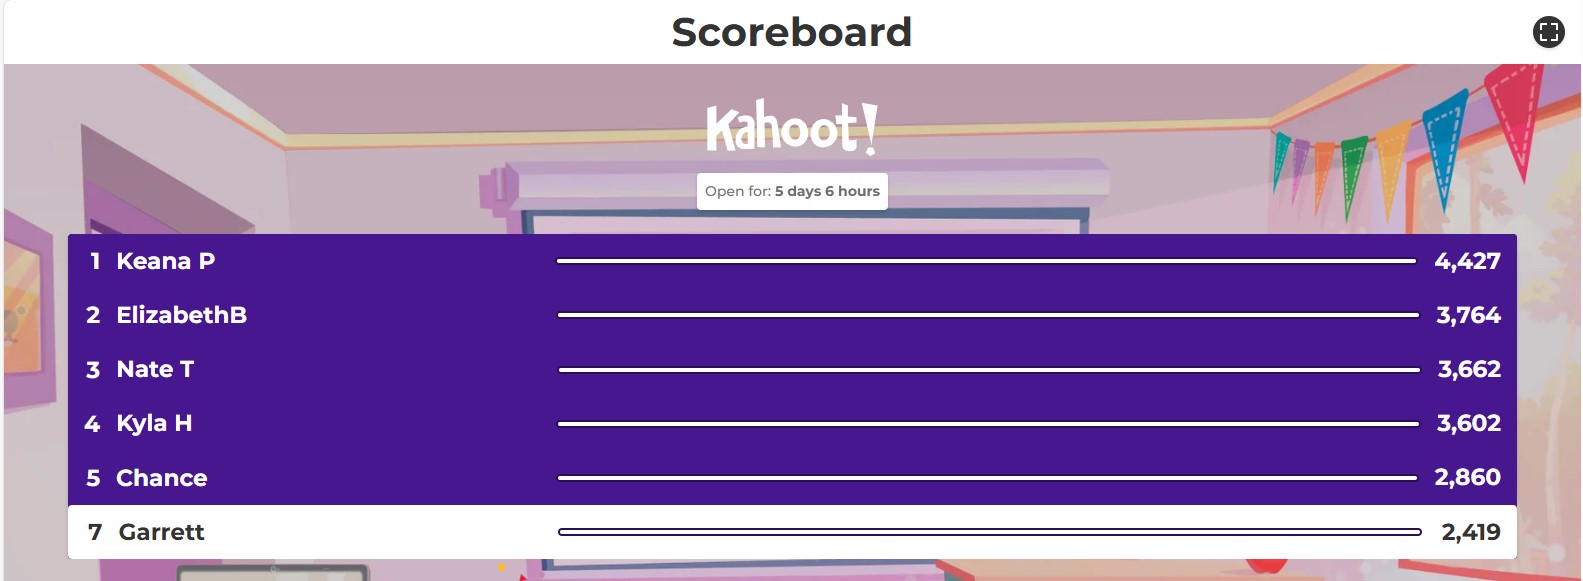 Scoreboard
Kahoot!
Open for: 5 days 6 hours
1 Keana P 4,427
2 ElizabethB 3,764
3 Nate T 3,662
4 Kyla H 3,602
5 Chance 2,860
7 Garrett 2,419